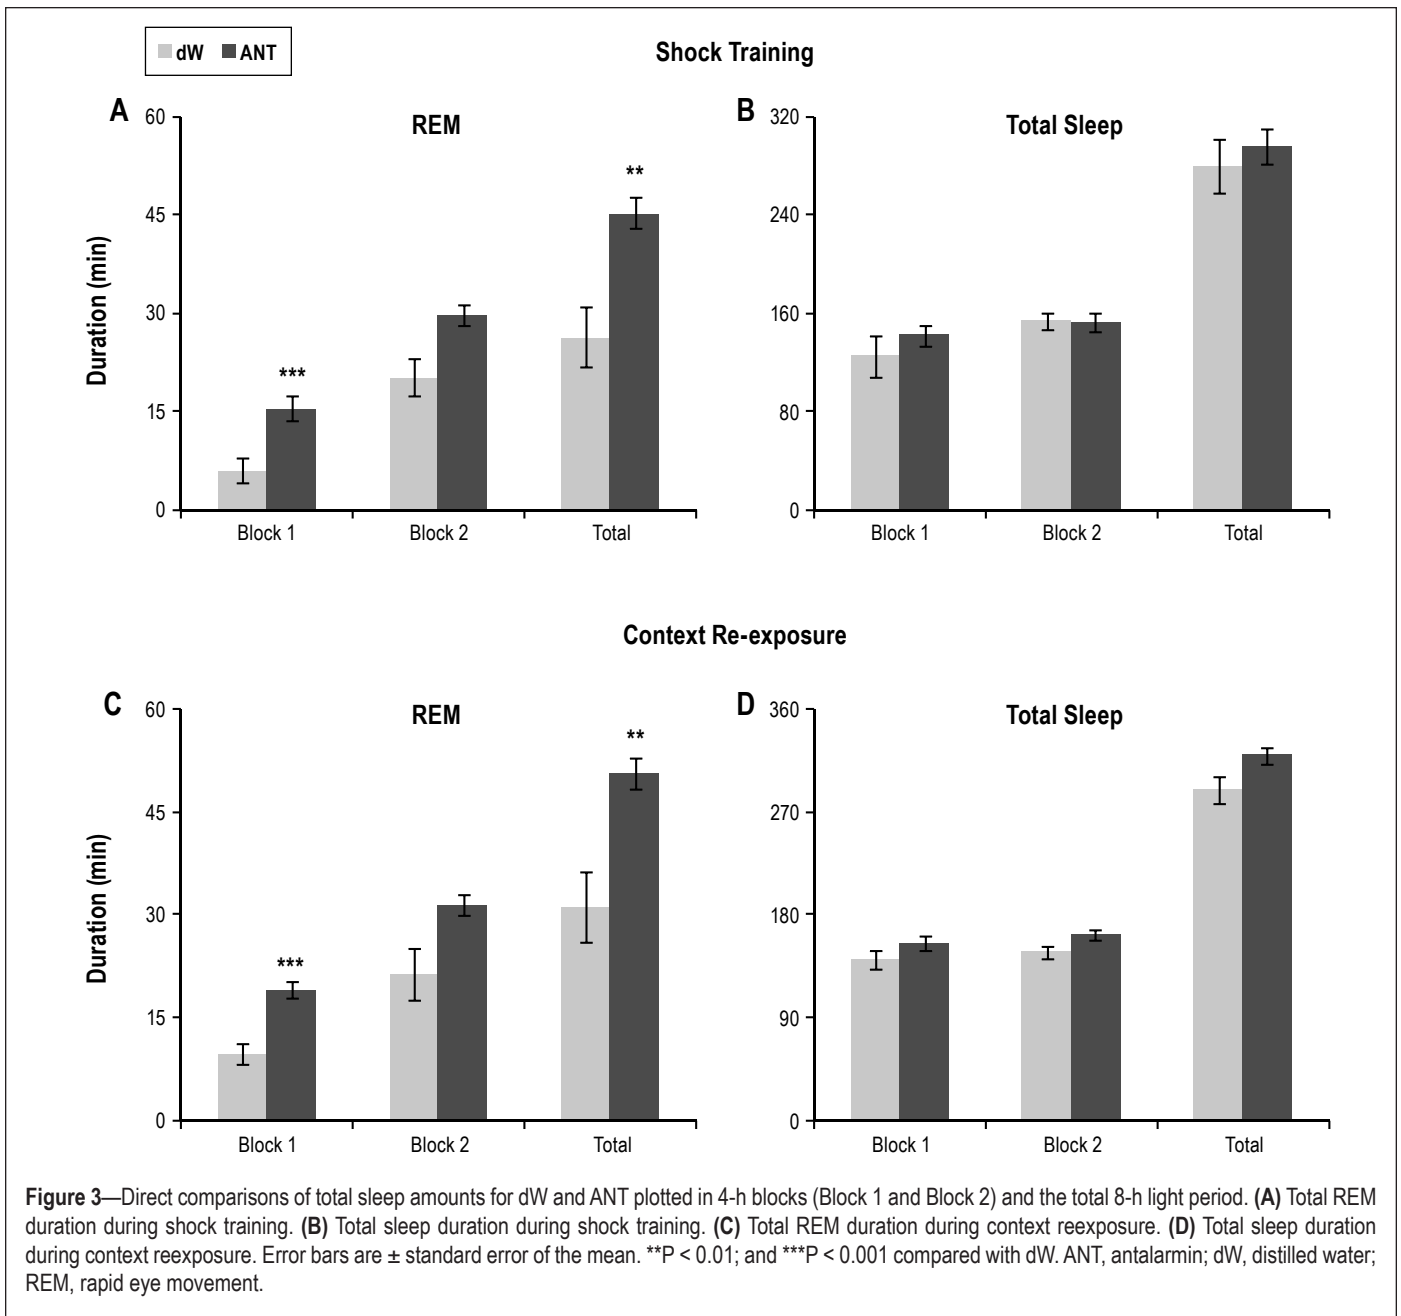 dW ANT
Shock Training
A
REM
60
45
30
15
0
Duration (min)
***
**
Block 1 Block 2 Total
B
Total Sleep
320
240
160
80
0
Block 1 Block 2 Total
Context Re-exposure
C
REM
60
45
30
15
0
Duration (min)
***
**
Block 1 Block 2 Total
D
Total Sleep
360
270
180
90
0
Block 1 Block 2 Total
Figure 3—Direct comparisons of total sleep amounts for dW and ANT plotted in 4-h blocks (Block 1 and Block 2) and the total 8-h light period. (A) Total REM
duration during shock training. (B) Total sleep duration during shock training. (C) Total REM duration during context reexposure. (D) Total sleep duration
during context reexposure. Error bars are ± standard error of the mean. **P < 0.01; and ***P < 0.001 compared with dW. ANT, antalarmin; dW, distilled water;
REM, rapid eye movement.